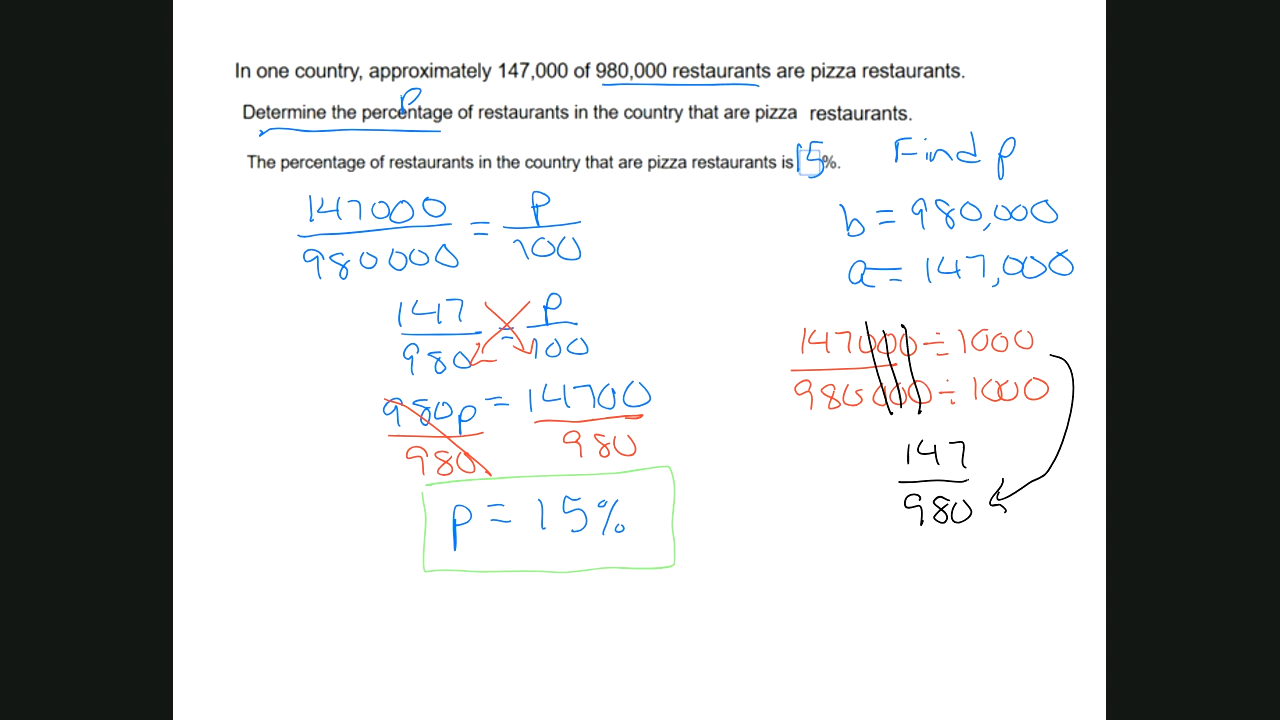 In one country, approximately 147,000 of 980,000 restaurants are pizza restaurants.
p
Determine the percentage of restaurants in the country that are pizza restaurants.
The percentage of restaurants in the country that are pizza restaurants is 15%.
Find p
b = 980,000
a = 147,000
147000 = p
980000 100
147 = p
980 100
980p = 14700
980 980
p = 15%
147000 ÷ 1000
980000 ÷ 1000
147
980